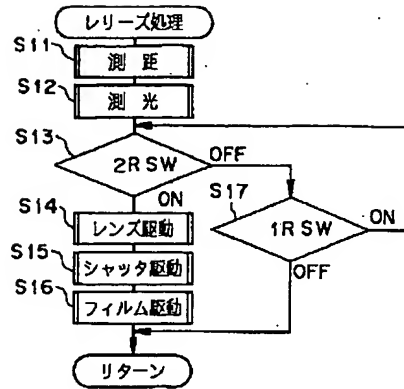 レリーズ処理
S11
測 距
S12
測 光
S13
2R SW
OFF
ON
S17
1R SW
ON
OFF
S14
レンズ駆動
S15
シャッタ駆動
S16
フィルム駆動
リターン